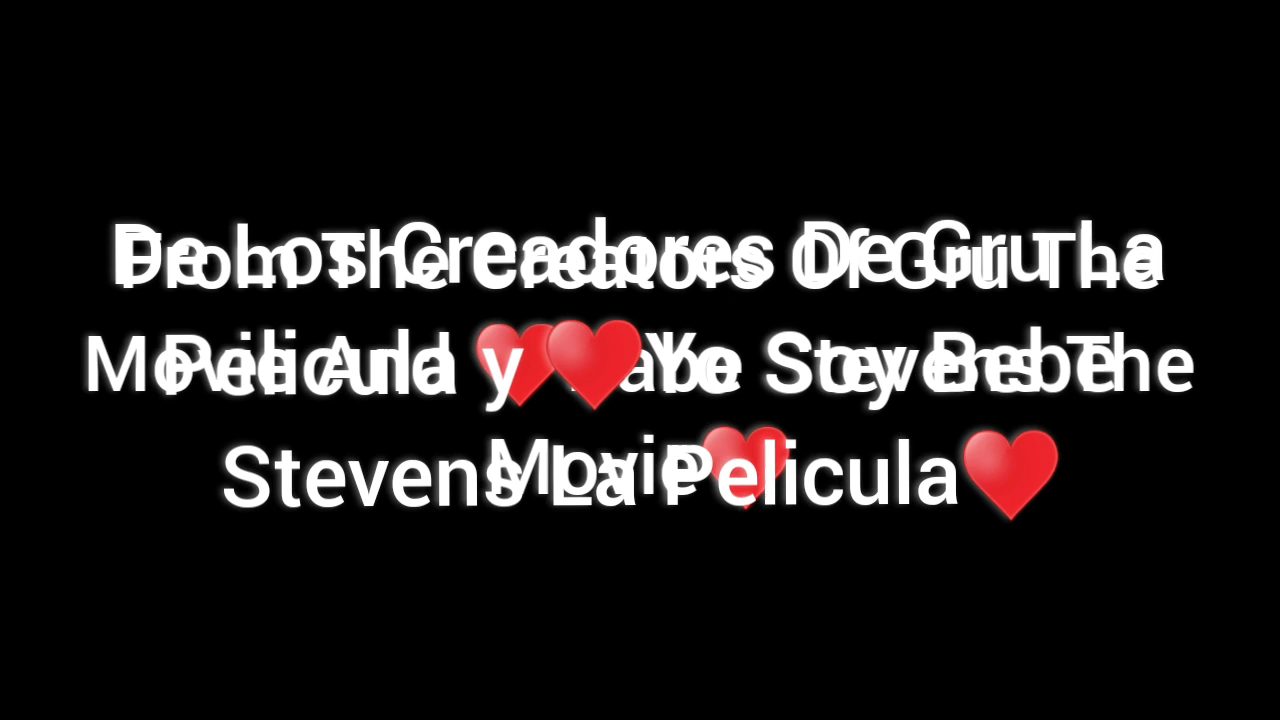 De Los Creadores De Gru La
Pelicula y ❤️ Yo Soy Bebe
Stevens La Pelicula❤️
From The Creators Of Gru The
Movie And ❤️ Stevens The
Movie❤️